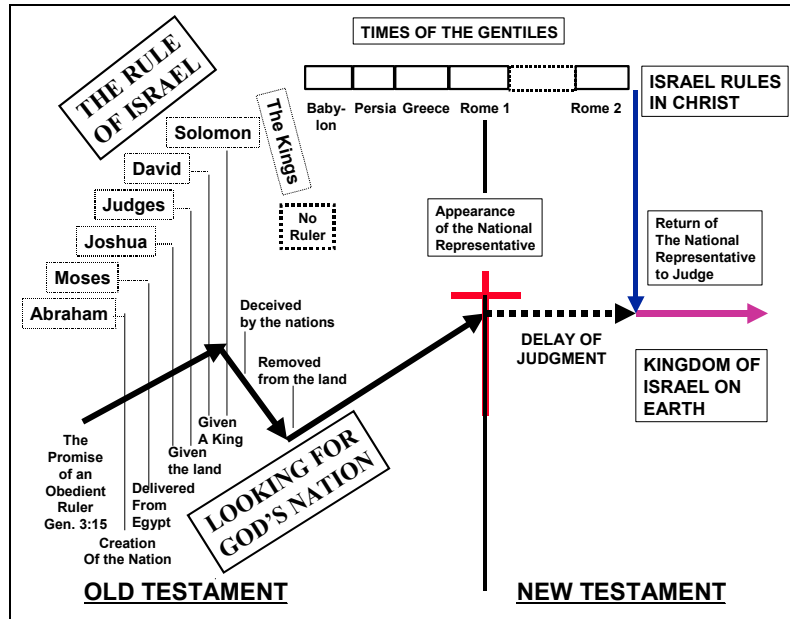 THE RULE
OF ISRAEL
TIMES OF THE GENTILES
Baby-
lon
Persia
Greece
Rome 1
Rome 2
ISRAEL RULES
IN CHRIST
The Kings
Solomon
David
Judges
Joshua
Moses
Abraham
No
Ruler
Appearance
of the National
Representative
Return of
The National
Representative
to Judge
Deceived
by the nations
Removed
from the land
DELAY OF
JUDGMENT
KINGDOM OF
ISRAEL ON
EARTH
The
Promise
of an
Obedient
Ruler
Gen. 3:15
Creation
Of the Nation
Delivered
From
Egypt
Given
the land
Given
A King
LOOKING FOR
GOD'S NATION
OLD TESTAMENT
NEW TESTAMENT